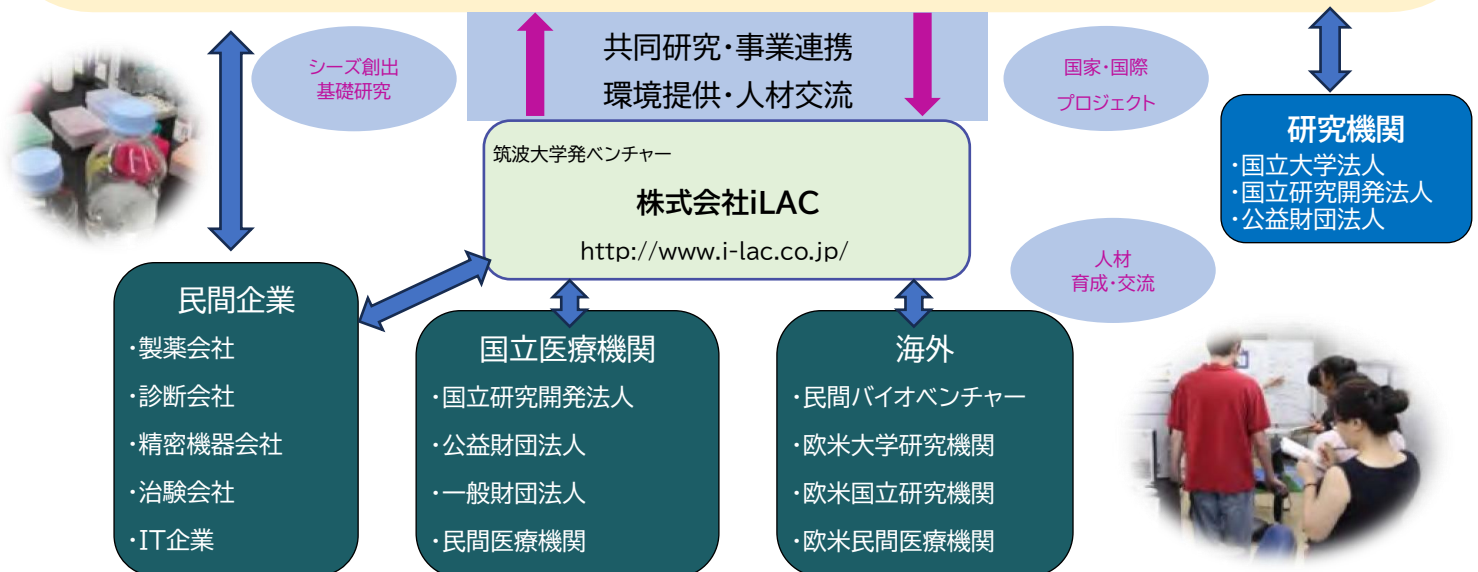 共同研究・事業連携
環境提供・人材交流
シーズ創出
基礎研究
国家・国際
プロジェクト
研究機関
・国立大学法人
・国立研究開発法人
・公益財団法人
筑波大学発ベンチャー
株式会社iLAC
http://www.i-lac.co.jp/
人材
育成・交流
民間企業
・製薬会社
・診断会社
・精密機器会社
・治験会社
・IT企業
国立医療機関
・国立研究開発法人
・公益財団法人
・一般財団法人
・民間医療機関
海外
・民間バイオベンチャー
・欧米大学研究機関
・欧米国立研究機関
・欧米民間医療機関